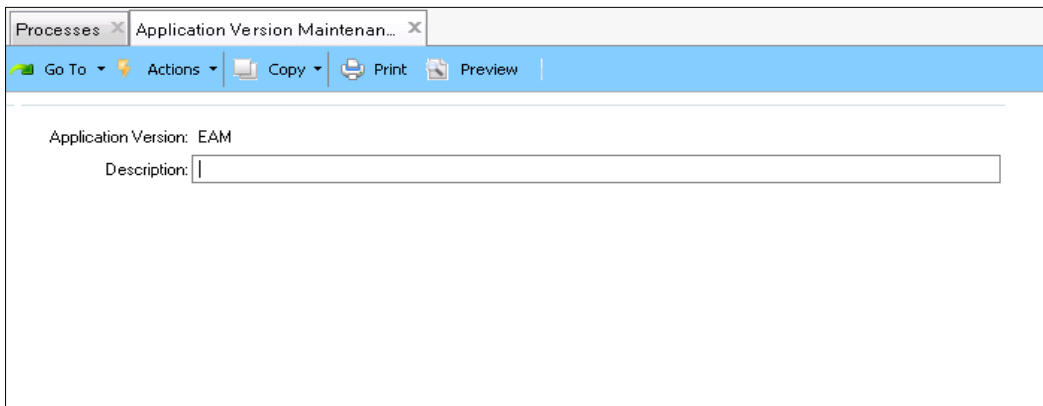 Processes Application Version Maintenan...
Go To Actions Copy Print Preview
Application Version: EAM
Description: